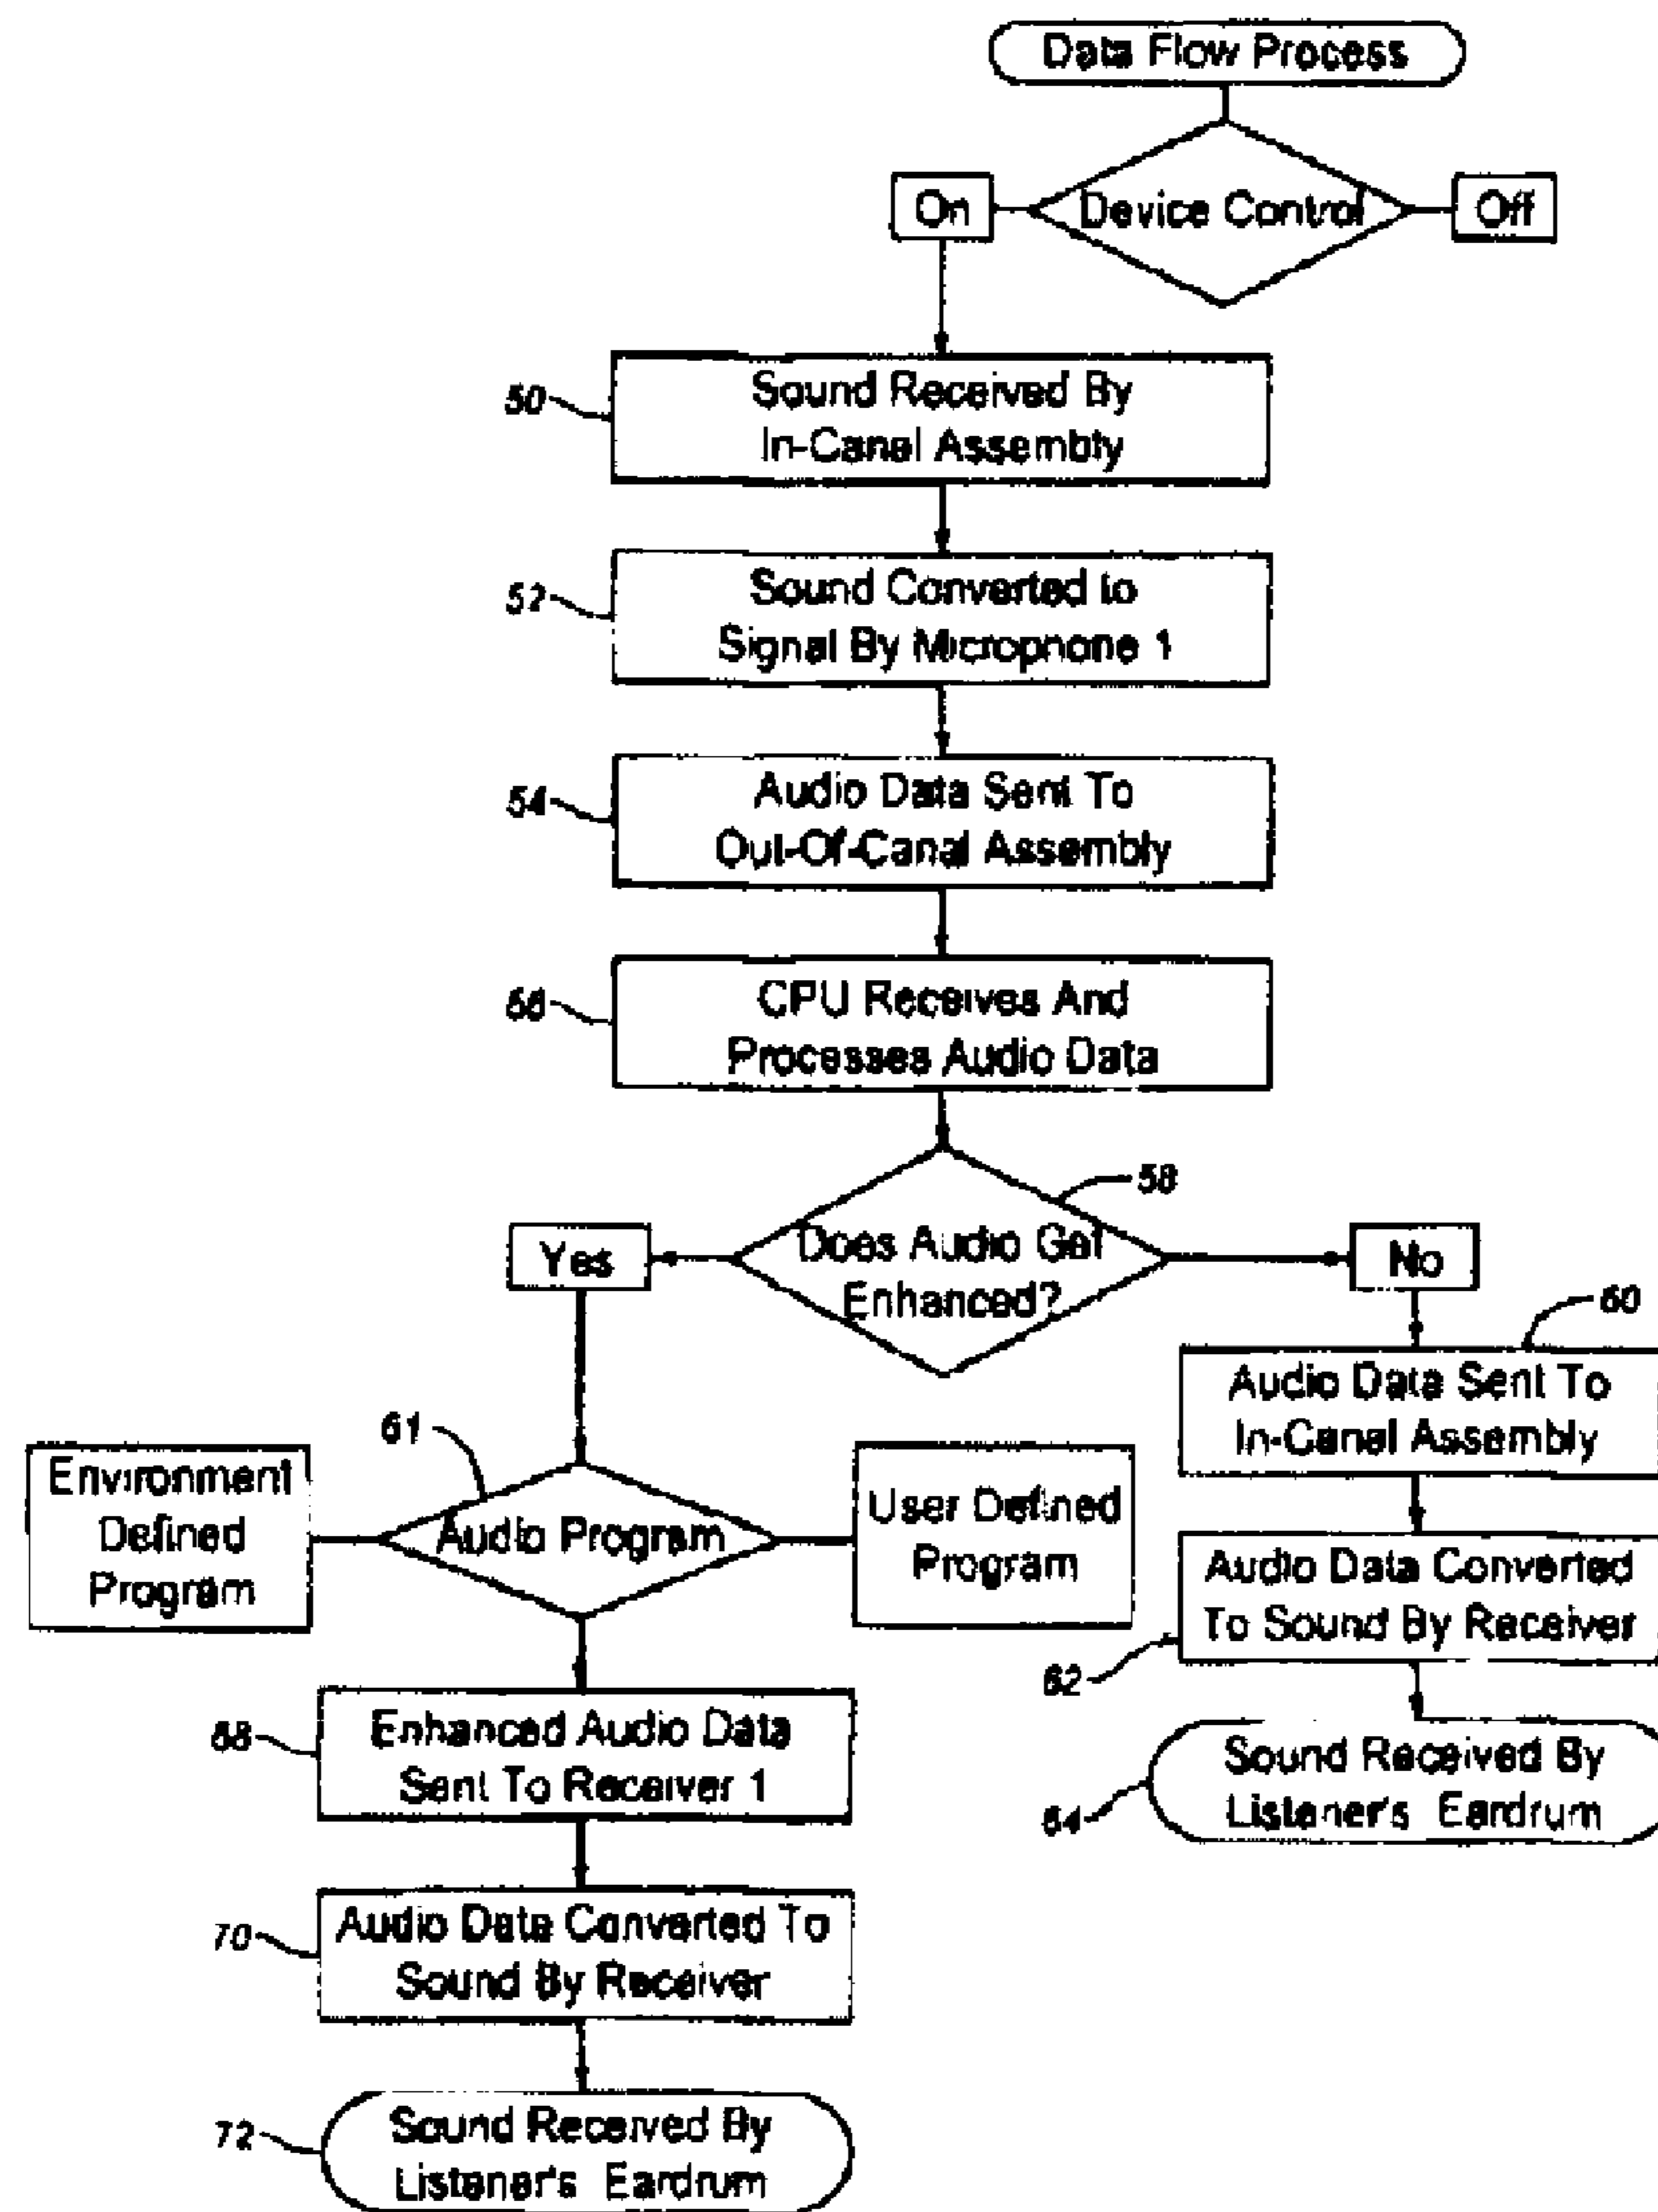 Data Flow Process
On
Device Control
Off
50
Sound Received By
In-Canal Assembly
52
Sound Converted to
Signal By Microphone 1
54
Audio Data Sent To
Out-Of-Canal Assembly
56
CPU Receives And
Processes Audio Data
58
Yes
Does Audio Get
Enhanced?
No
60
Audio Data Sent To
In-Canal Assembly
61
Environment
Defined
Program
Audio Program
User Defined
Program
Audio Data Converted
To Sound By Receiver
62
68
Enhanced Audio Data
Sent To Receiver 1
Sound Received By
Listener's Eardrum
64
70
Audio Data Converted To
Sound By Receiver
72
Sound Received By
Listener's Eardrum